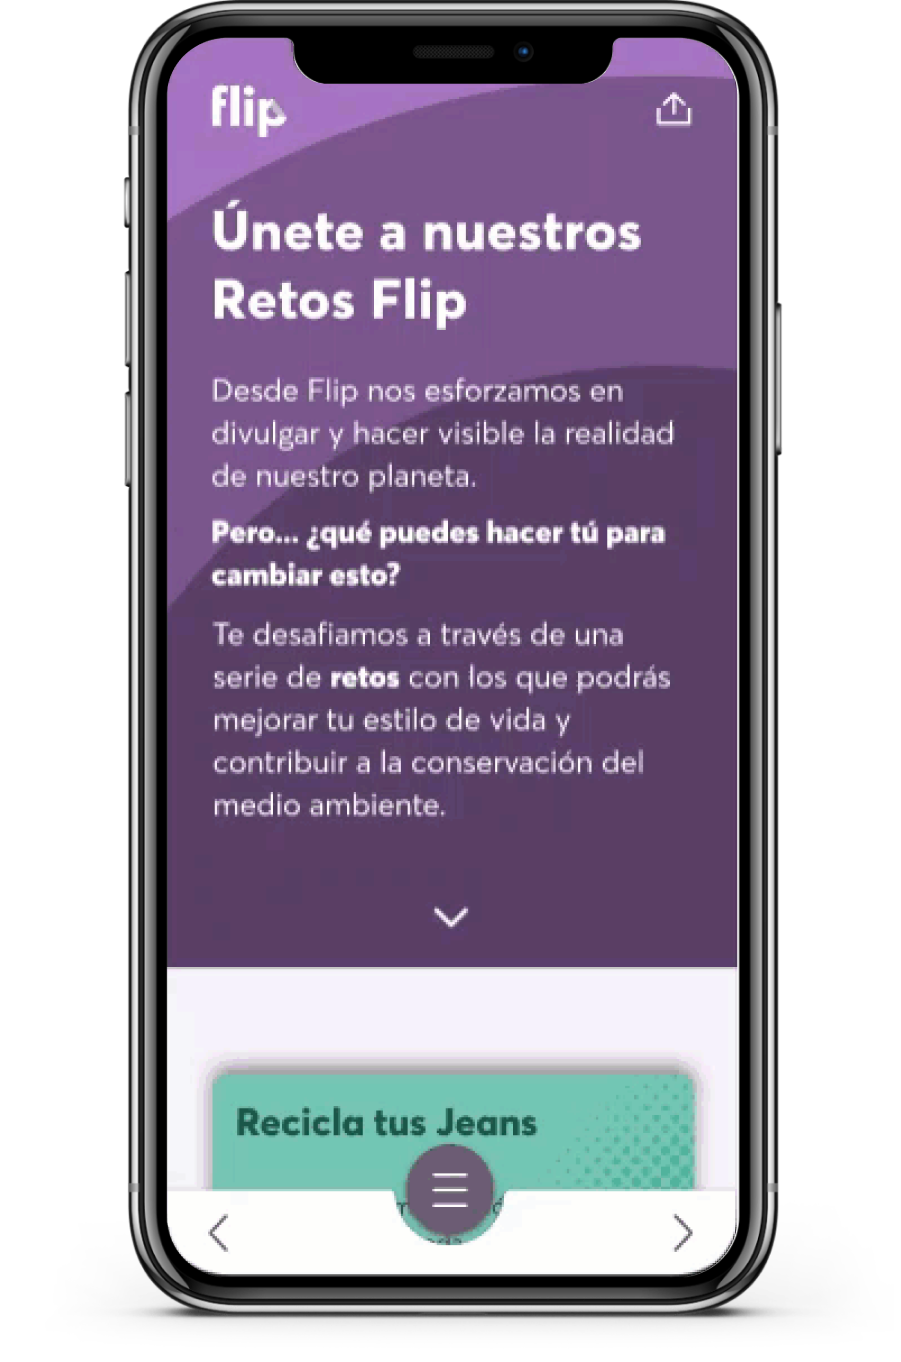 flip
Únete a nuestros
Retos Flip
Desde Flip nos esforzamos en
divulgar y hacer visible la realidad
de nuestro planeta.
Pero... ¿qué puedes hacer tú para
cambiar esto?
Te desafiamos a través de una
serie de retos con los que podrás
mejorar tu estilo de vida y
contribuir a la conservación del
medio ambiente.
Recicla tus Jeans